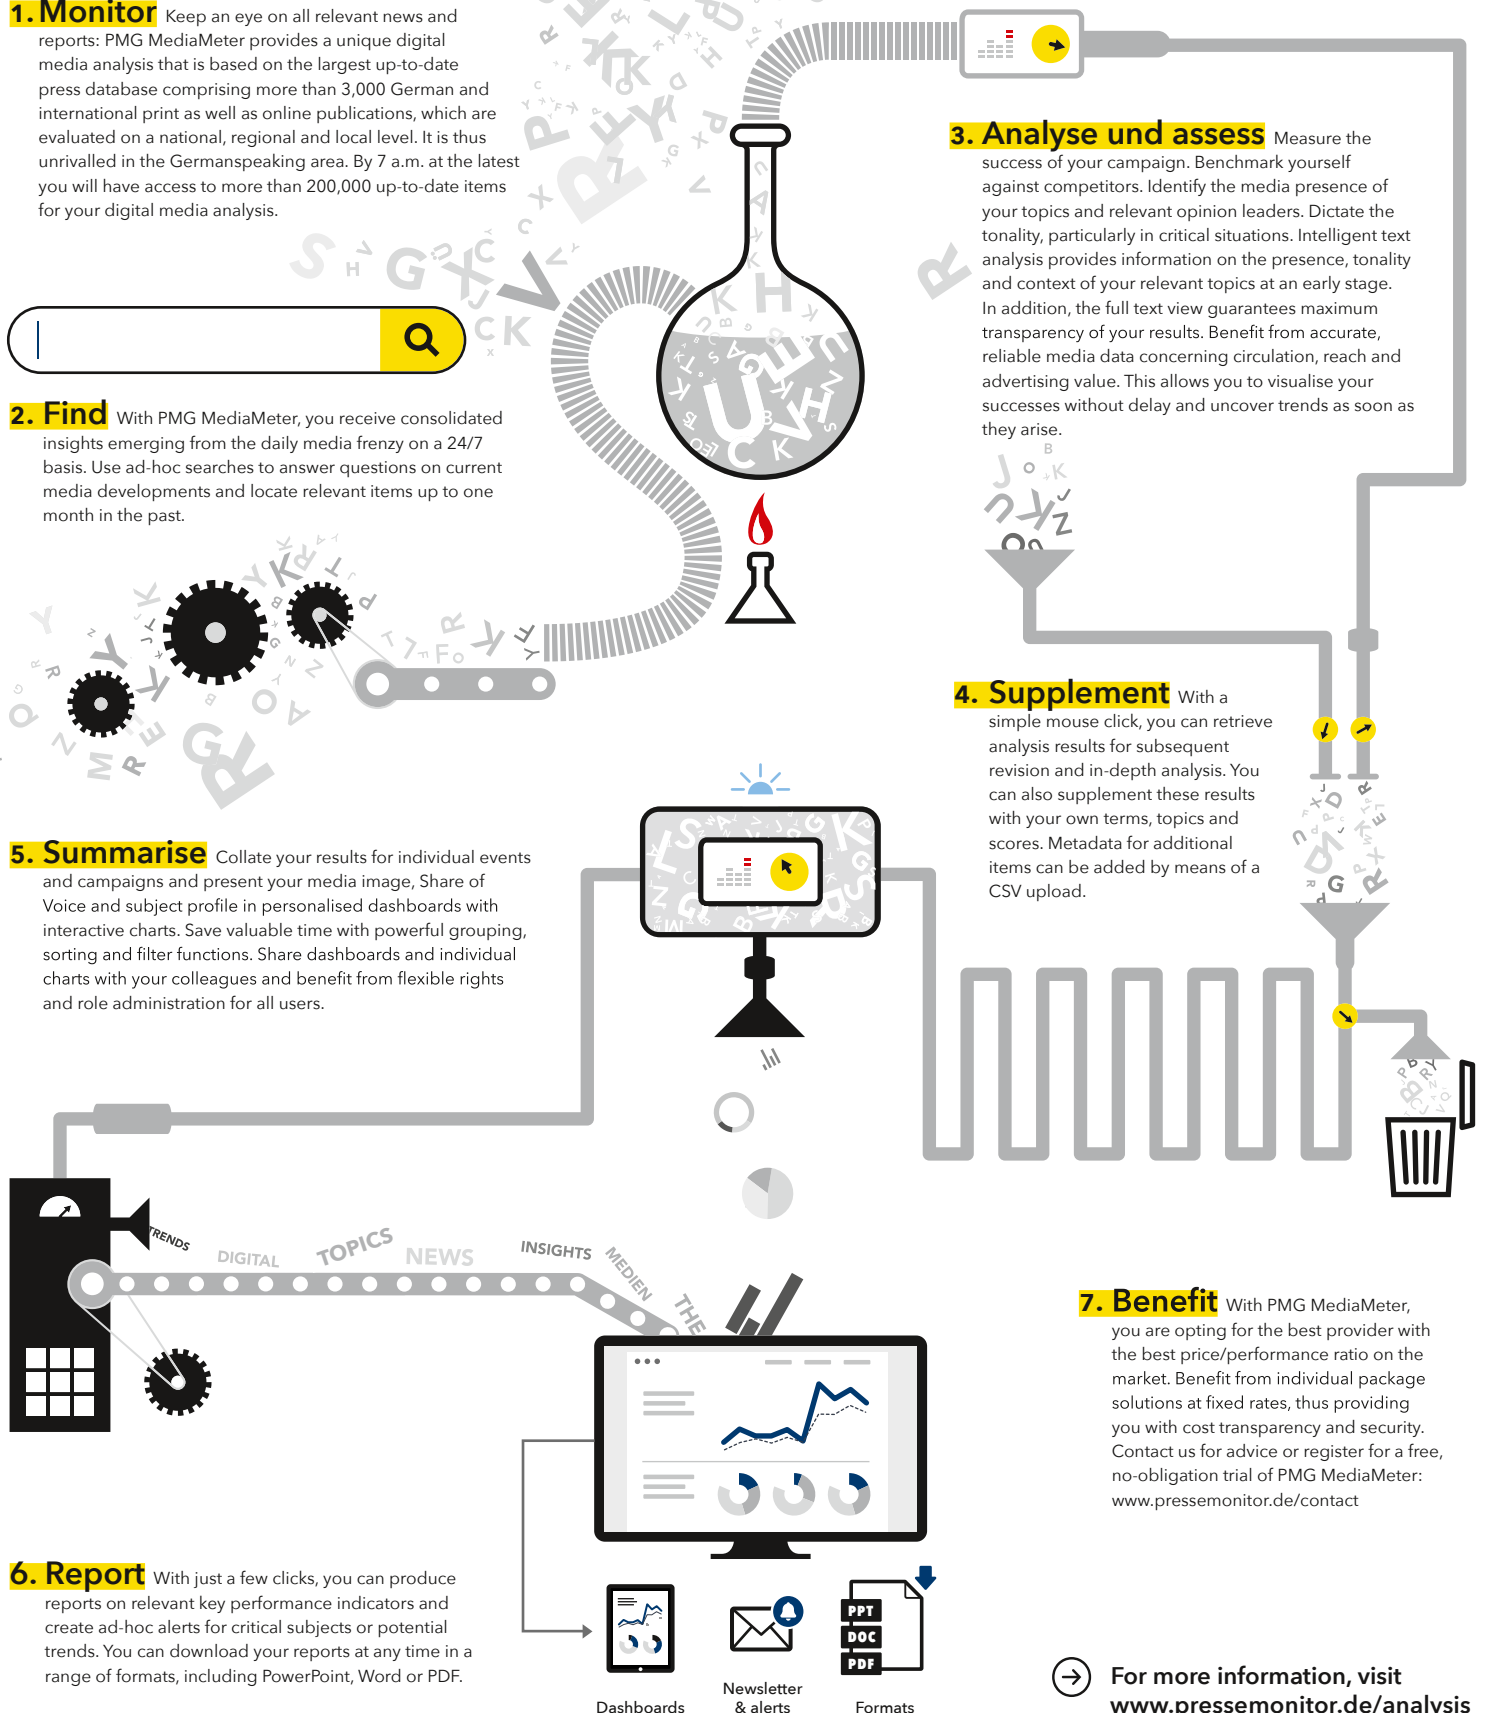 1. Monitor Keep an eye on all relevant news and
reports: PMG MediaMeter provides a unique digital
media analysis that is based on the largest up-to-date
press database comprising more than 3,000 German and
international print as well as online publications, which are
evaluated on a national, regional and local level. It is thus
unrivalled in the Germanspeaking area. By 7 a.m. at the latest
you will have access to more than 200,000 up-to-date items
for your digital media analysis.
2. Find With PMG MediaMeter, you receive consolidated
insights emerging from the daily media frenzy on a 24/7
basis. Use ad-hoc searches to answer questions on current
media developments and locate relevant items up to one
month in the past.
3. Analyse und assess Measure the
success of your campaign. Benchmark yourself
against competitors. Identify the media presence of
your topics and relevant opinion leaders. Dictate the
tonality, particularly in critical situations. Intelligent text
analysis provides information on the presence, tonality
and context of your relevant topics at an early stage.
In addition, the full text view guarantees maximum
transparency of your results. Benefit from accurate,
reliable media data concerning circulation, reach and
advertising value. This allows you to visualise your
successes without delay and uncover trends as soon as
they arise.
4. Supplement With a
simple mouse click, you can retrieve
analysis results for subsequent
revision and in-depth analysis. You
can also supplement these results
with your own terms, topics and
scores. Metadata for additional
items can be added by means of a
CSV upload.
5. Summarise Collate your results for individual events
and campaigns and present your media image, Share of
Voice and subject profile in personalised dashboards with
interactive charts. Save valuable time with powerful grouping,
sorting and filter functions. Share dashboards and individual
charts with your colleagues and benefit from flexible rights
and role administration for all users.
TRENDS
DIGITAL
TOPICS
NEWS
INSIGHTS
MEDIEN
THE
6. Report With just a few clicks, you can produce
reports on relevant key performance indicators and
create ad-hoc alerts for critical subjects or potential
trends. You can download your reports at any time in a
range of formats, including PowerPoint, Word or PDF.
PPT
DOC
PDF
Dashboards
Newsletter
& alerts
Formats
7. Benefit With PMG MediaMeter,
you are opting for the best provider with
the best price/performance ratio on the
market. Benefit from individual package
solutions at fixed rates, thus providing
you with cost transparency and security.
Contact us for advice or register for a free,
no-obligation trial of PMG MediaMeter:
www.pressemonitor.de/contact
For more information, visit
www.pressemonitor.de/analysis